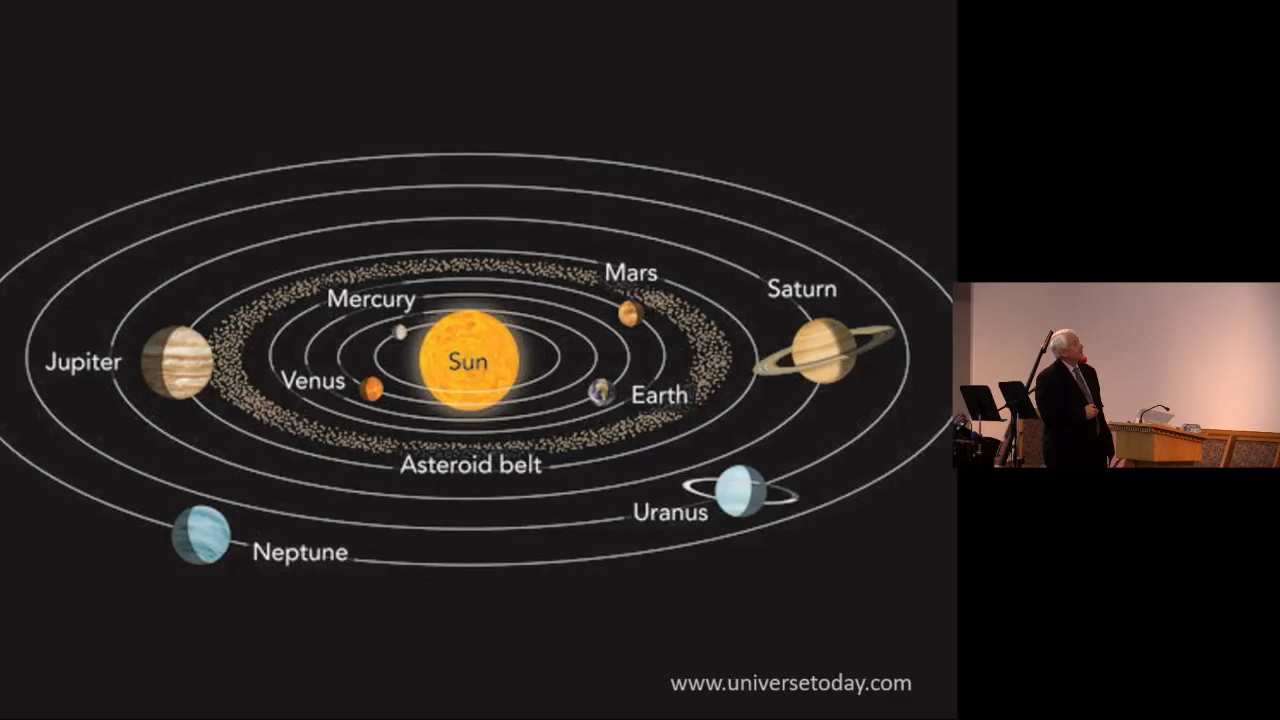 Mars
Mercury
Saturn
Sun
Jupiter
Venus
Earth
Asteroid belt
Uranus
Neptune
www.universetoday.com